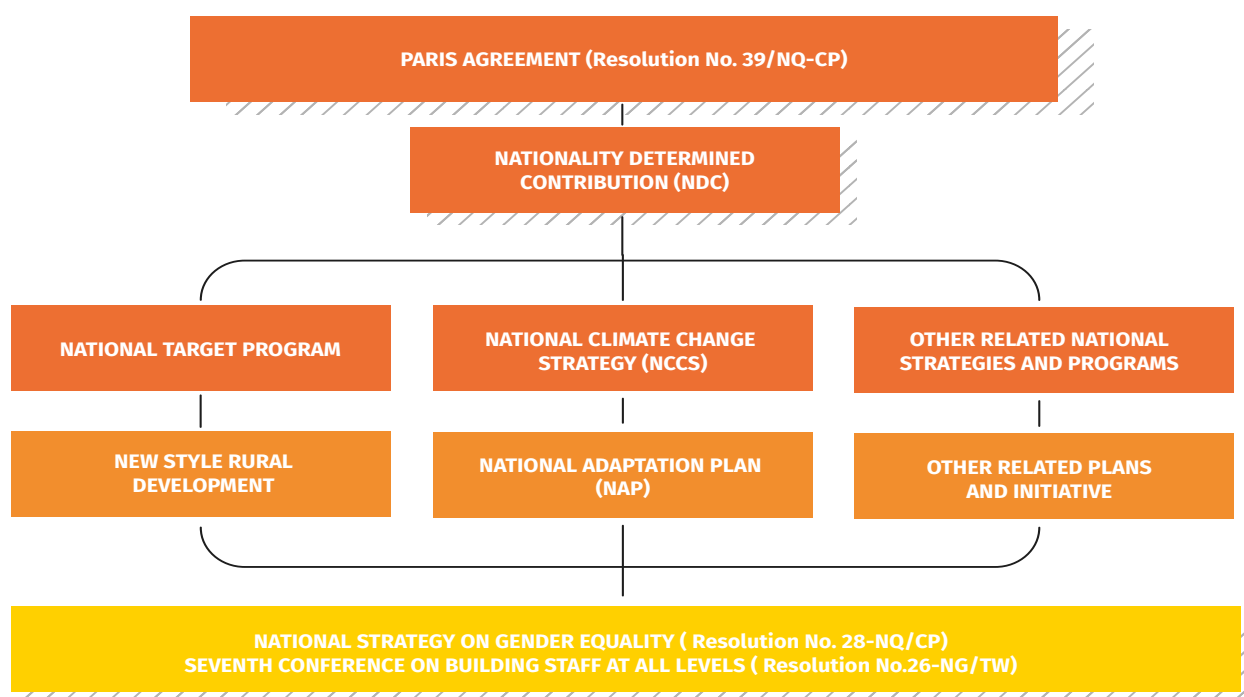 PARIS AGREEMENT (Resolution No. 39/NQ-CP)
NATIONALITY DETERMINED
CONTRIBUTION (NDC)
NATIONAL TARGET PROGRAM
NATIONAL CLIMATE CHANGE
STRATEGY (NCCS)
OTHER RELATED NATIONAL
STRATEGIES AND PROGRAMS
NEW STYLE RURAL
DEVELOPMENT
NATIONAL ADAPTATION PLAN
(NAP)
OTHER RELATED PLANS
AND INITIATIVE
NATIONAL STRATEGY ON GENDER EQUALITY ( Resolution No. 28-NQ/CP)
SEVENTH CONFERENCE ON BUILDING STAFF AT ALL LEVELS ( Resolution No.26-NG/TW)